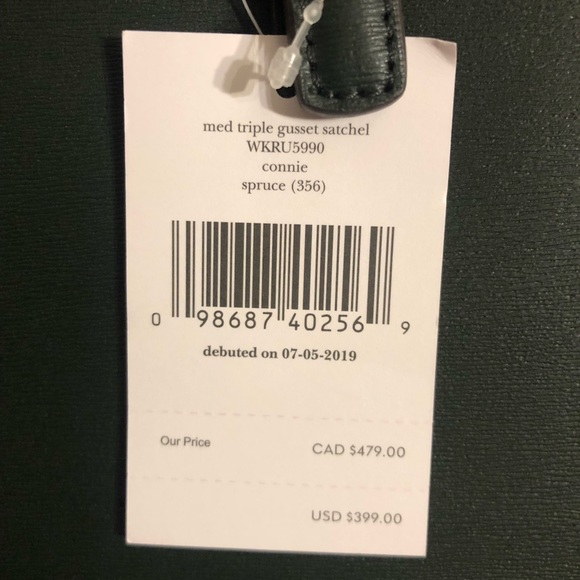 med triple gusset satchel
WKRU5990
connie
spruce (356)
0 98687 40256 9
debuted on 07-05-2019
Our Price CAD $479.00
USD $399.00